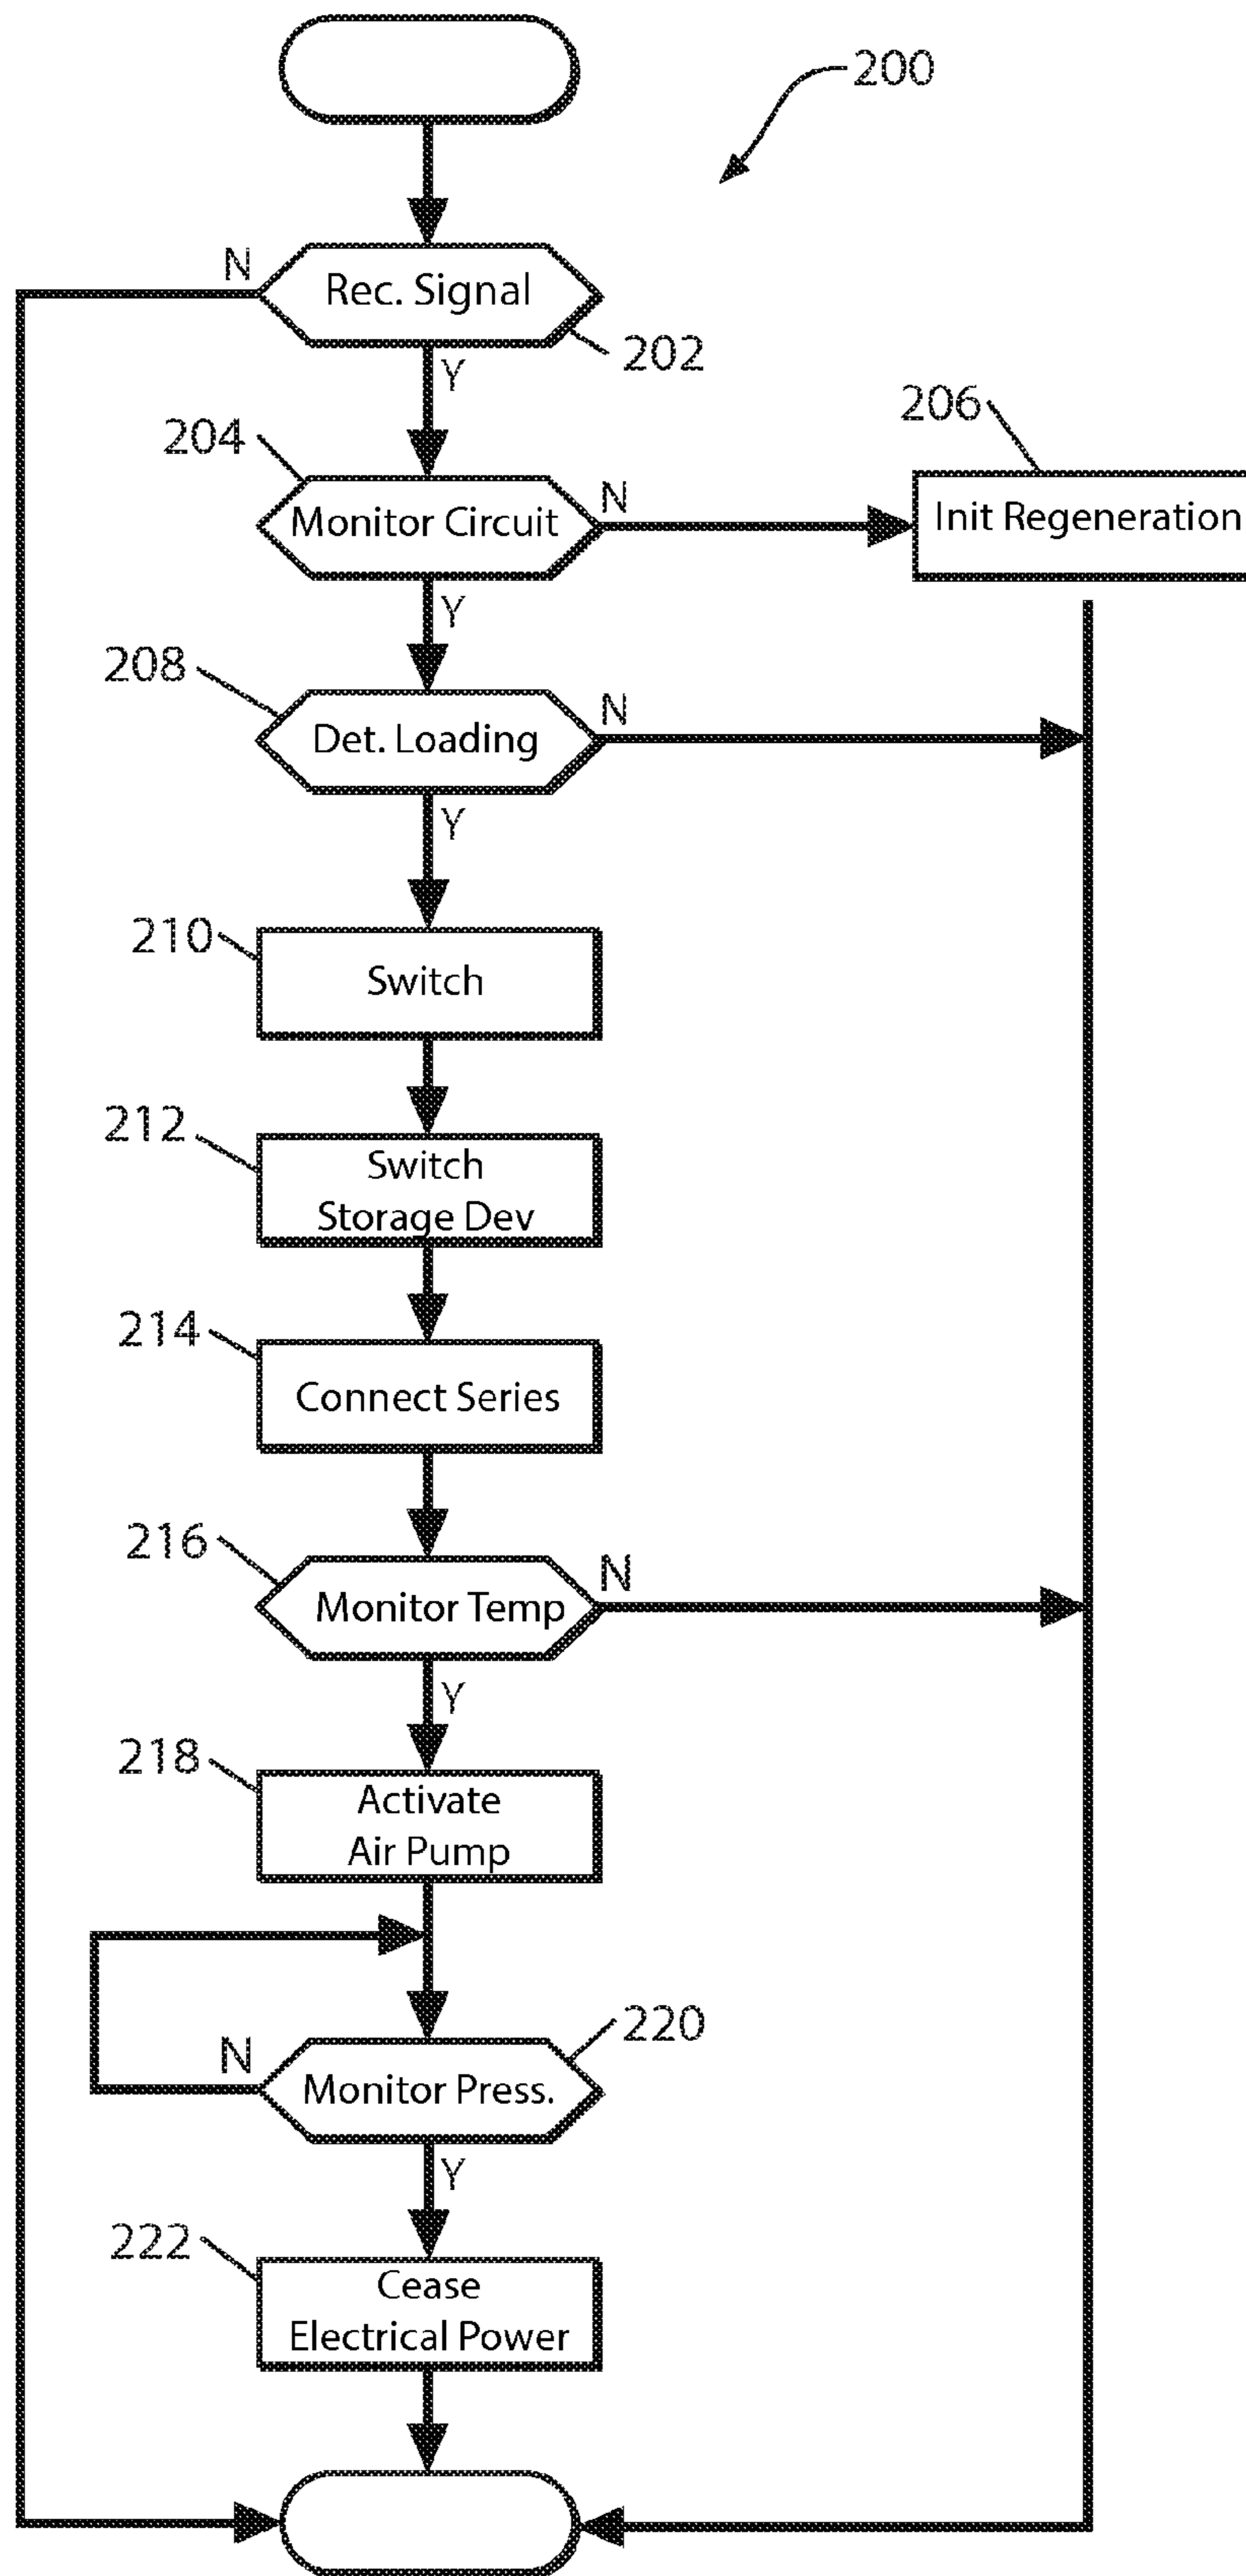 200
N
Rec. Signal
202
Y
206
204
N
Monitor Circuit
Init Regeneration
Y
208
N
Det. Loading
Y
210
Switch
212
Switch
Storage Dev
214
Connect Series
216
N
Monitor Temp
Y
218
Activate
Air Pump
220
N
Monitor Press.
Y
222
Cease
Electrical Power